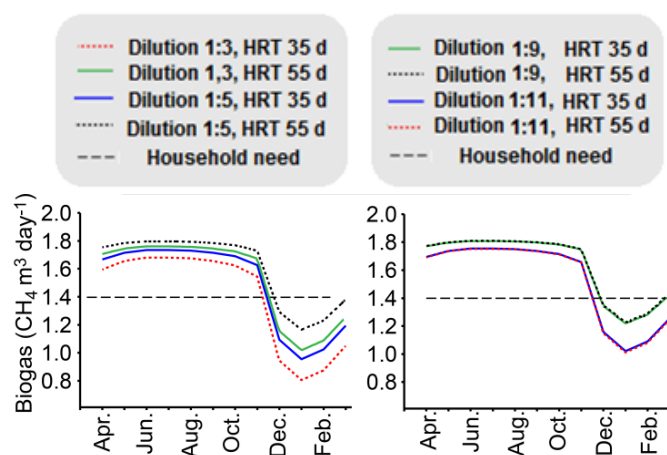 Dilution 1:3, HRT 35 d
Dilution 1,3, HRT 55 d
Dilution 1:5, HRT 35 d
Dilution 1:5, HRT 55 d
Household need
Dilution 1:9, HRT 35 d
Dilution 1:9, HRT 55 d
Dilution 1:11, HRT 35 d
Dilution 1:11, HRT 55 d
Household need
Biogas (CH4 m³ day⁻¹)
2.0
1.8
1.6
1.4
1.2
1.0
0.8
Apr.
Jun.
Aug.
Oct.
Dec.
Feb.
2.0
1.8
1.6
1.4
1.2
1.0
0.8
Apr.
Jun.
Aug.
Oct.
Dec.
Feb.